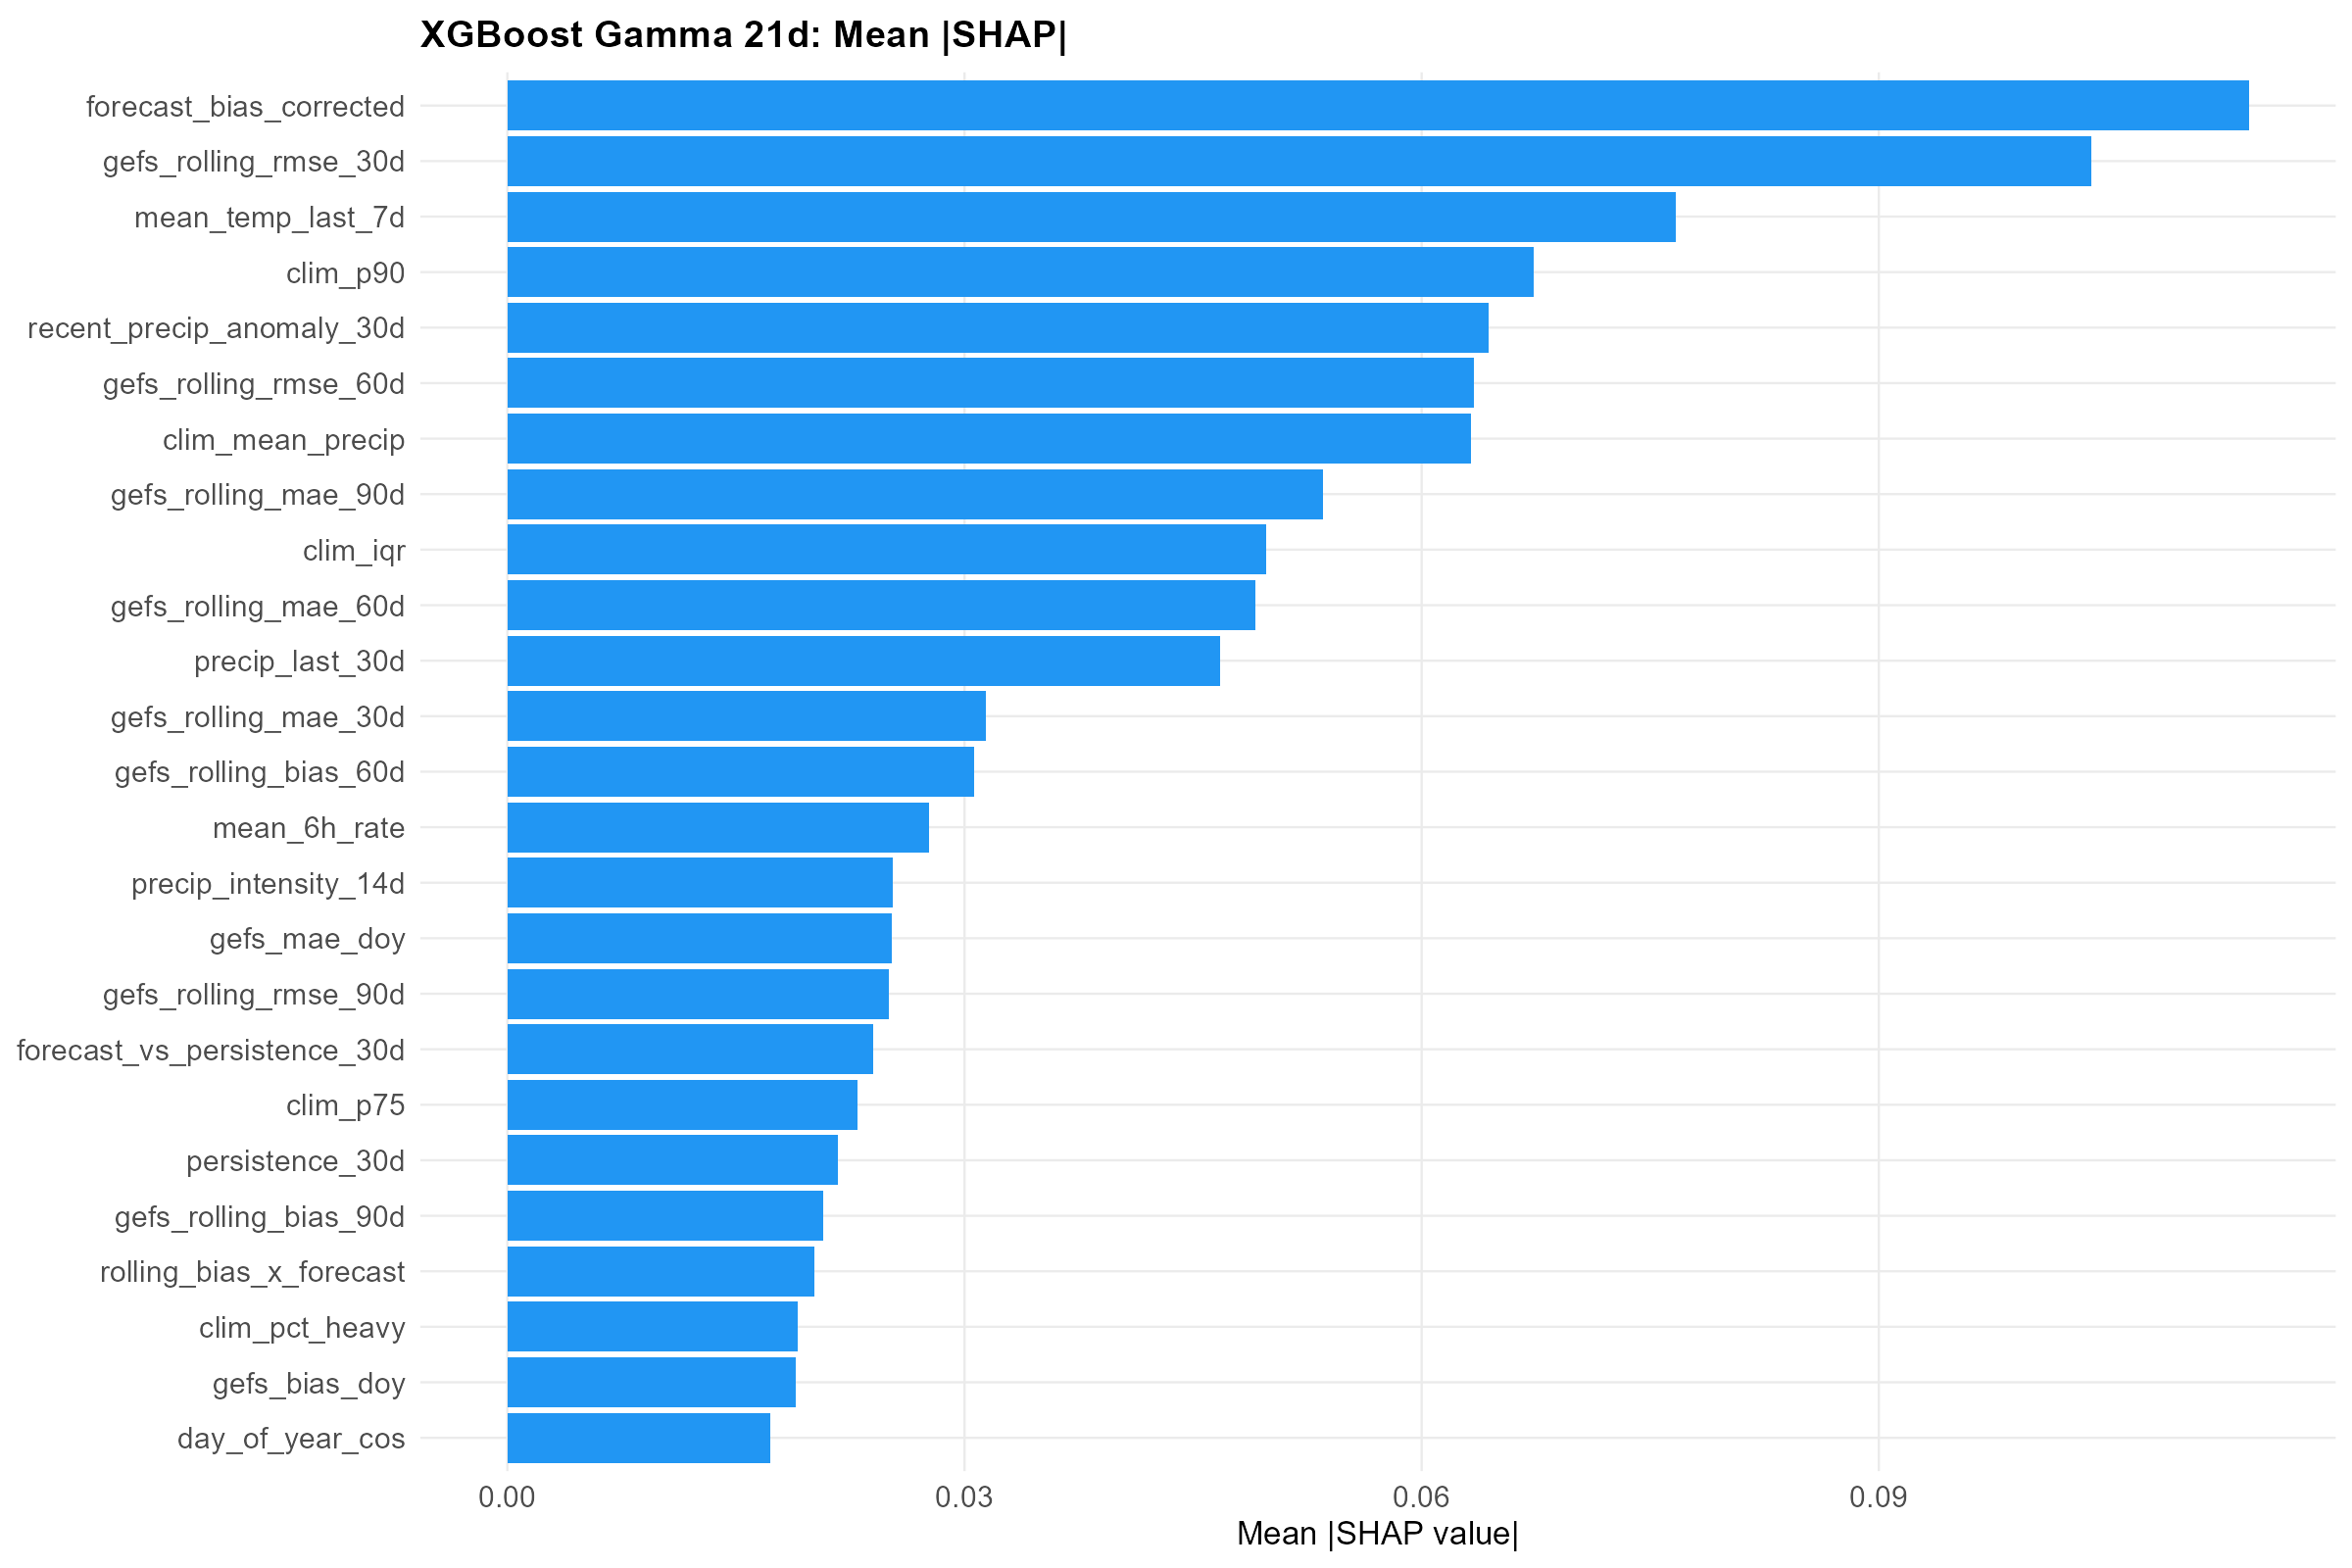 XGBoost Gamma 21d: Mean |SHAP|
forecast_bias_corrected
gefs_rolling_rmse_30d
mean_temp_last_7d
clim_p90
recent_precip_anomaly_30d
gefs_rolling_rmse_60d
clim_mean_precip
gefs_rolling_mae_90d
clim_iqr
gefs_rolling_mae_60d
precip_last_30d
gefs_rolling_mae_30d
gefs_rolling_bias_60d
mean_6h_rate
precip_intensity_14d
gefs_mae_doy
gefs_rolling_rmse_90d
forecast_vs_persistence_30d
clim_p75
persistence_30d
gefs_rolling_bias_90d
rolling_bias_x_forecast
clim_pct_heavy
gefs_bias_doy
day_of_year_cos
0.00 0.03 0.06 0.09
Mean |SHAP value|